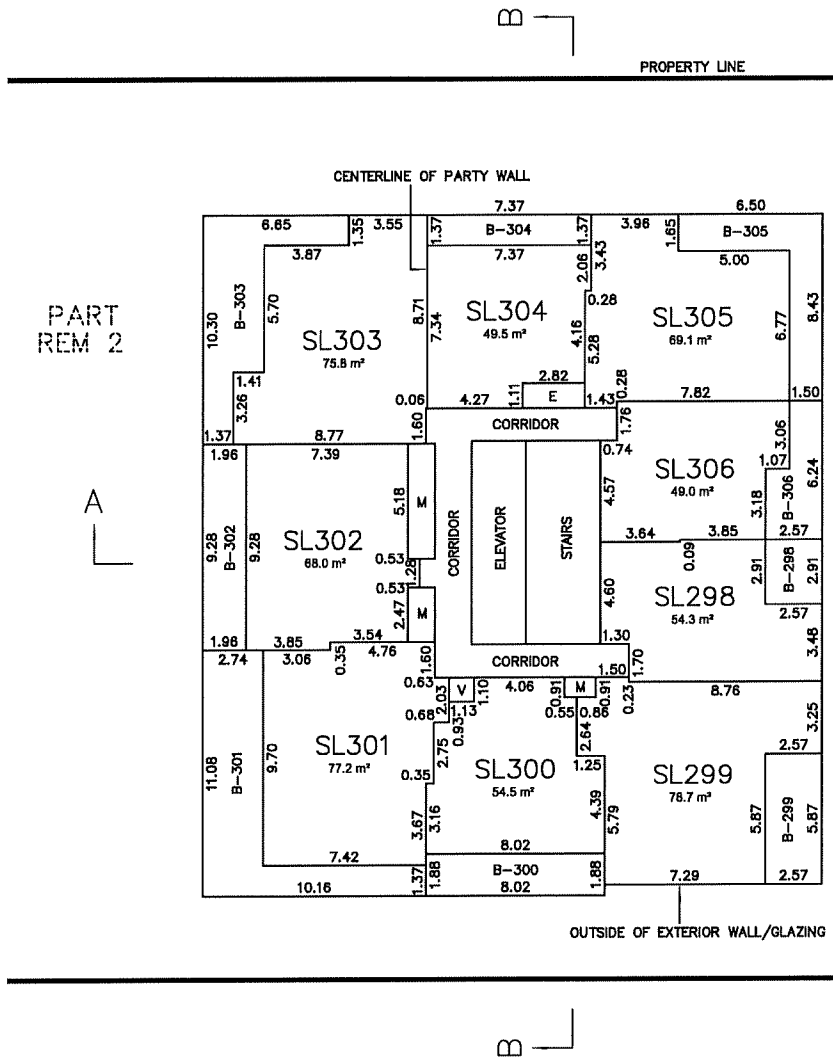 B
PROPERTY LINE
CENTERLINE OF PARTY WALL
7.37
6.65
3.55
3.96
6.50
1.35
1.37
B-304
1.37
1.65
B-305
3.87
7.37
5.00
2.06
3.43
PART
REM 2
10.30
B-303
5.70
SL303
75.8 m²
8.71
7.34
SL304
49.5 m²
0.28
4.16
5.28
SL305
69.1 m²
6.77
8.43
1.41
3.26
0.06
4.27
1.11
2.82
E
1.43
0.28
7.82
1.50
1.37
8.77
1.60
CORRIDOR
1.76
1.96
7.39
0.74
3.06
1.07
6.24
A
9.28
B-302
9.28
SL302
68.0 m²
5.18
M
CORRIDOR
ELEVATOR
STAIRS
4.57
SL306
49.0 m²
3.18
B-306
3.64
3.85
2.57
0.09
0.53
1.28
0.53
2.47
M
4.60
SL298
54.3 m²
2.91
B-298
2.91
2.57
3.48
1.96
3.85
3.54
2.74
3.06
0.35
4.76
1.60
CORRIDOR
1.30
1.70
1.50
0.63
V
1.10
4.06
0.91
M
0.91
0.23
8.76
2.03
1.13
0.55
0.86
0.68
0.93
11.08
B-301
9.70
SL301
77.2 m²
2.75
2.64
1.25
3.25
2.57
0.35
SL300
54.5 m²
SL299
78.7 m²
3.67
3.16
4.39
5.79
5.87
B-299
5.87
7.42
8.02
10.16
1.37
1.88
B-300
8.02
1.88
7.29
2.57
OUTSIDE OF EXTERIOR WALL/GLAZING
B